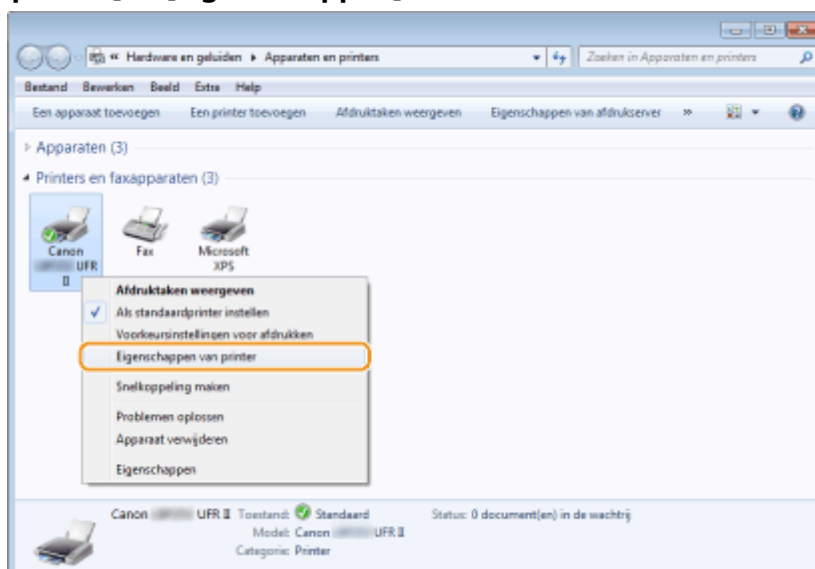 « Hardware en geluiden ▸ Apparaten en printers
Zoeken in Apparaten en printers
Bestand Bewerken Beeld Extra Help
Een apparaat toevoegen Een printer toevoegen Afdruktaken weergeven Eigenschappen van afdrukserver »
Apparaten (3)
Printers en faxapparaten (3)
Canon
UFR
II
Fax
Microsoft
XPS
Afdruktaken weergeven
Als standaardprinter instellen
Voorkeursinstellingen voor afdrukken
Eigenschappen van printer
Snelkoppeling maken
Problemen oplossen
Apparaat verwijderen
Eigenschappen
Canon UFR II Toestand: Standaard Status: 0 document(en) in de wachtrij
Model: Canon UFR II
Categorie: Printer